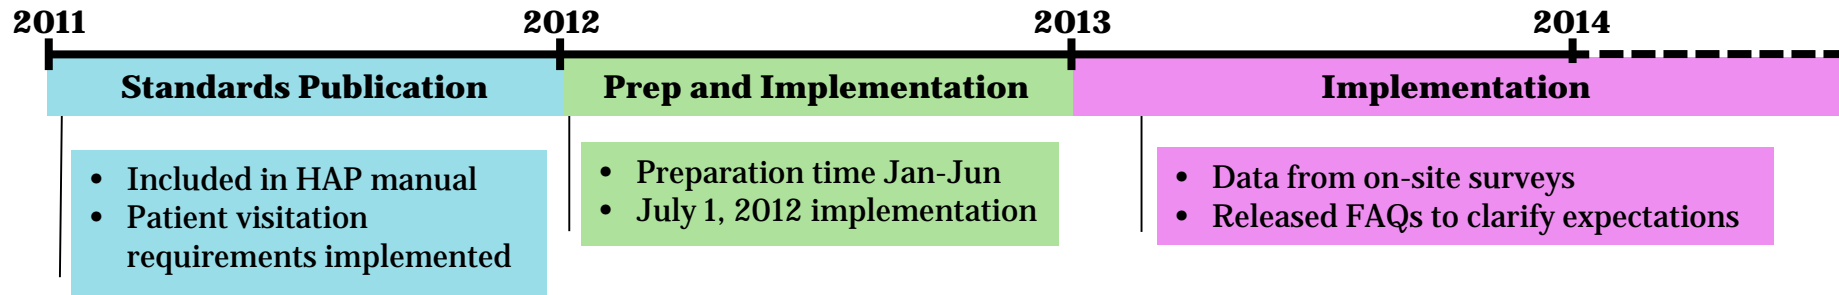 2011 2012 2013 2014
Standards Publication Prep and Implementation Implementation
• Included in HAP manual
• Patient visitation
requirements implemented
• Preparation time Jan-Jun
• July 1, 2012 implementation
• Data from on-site surveys
• Released FAQs to clarify expectations